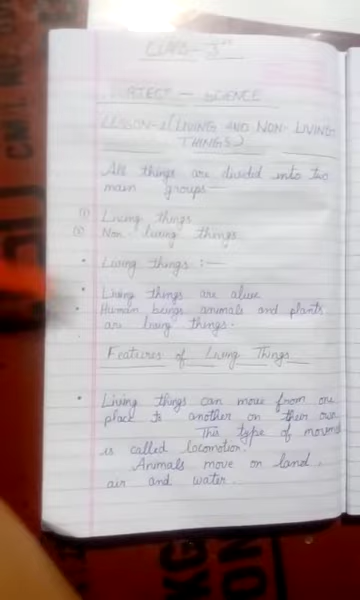 CLASS - 3rd
SUBJECT - SCIENCE
LESSON-2 (LIVING AND NON-LIVING
THINGS)
All things are divided into two
main groups-
(i) Living things
(ii) Non living things
• Living things :-
• Living things are alive
• Human beings animals and plants
are living things.
Features of Living Things
• Living things can move from one
place to another on their own
This type of movement
is called locomotion.
Animals move on land,
air and water.